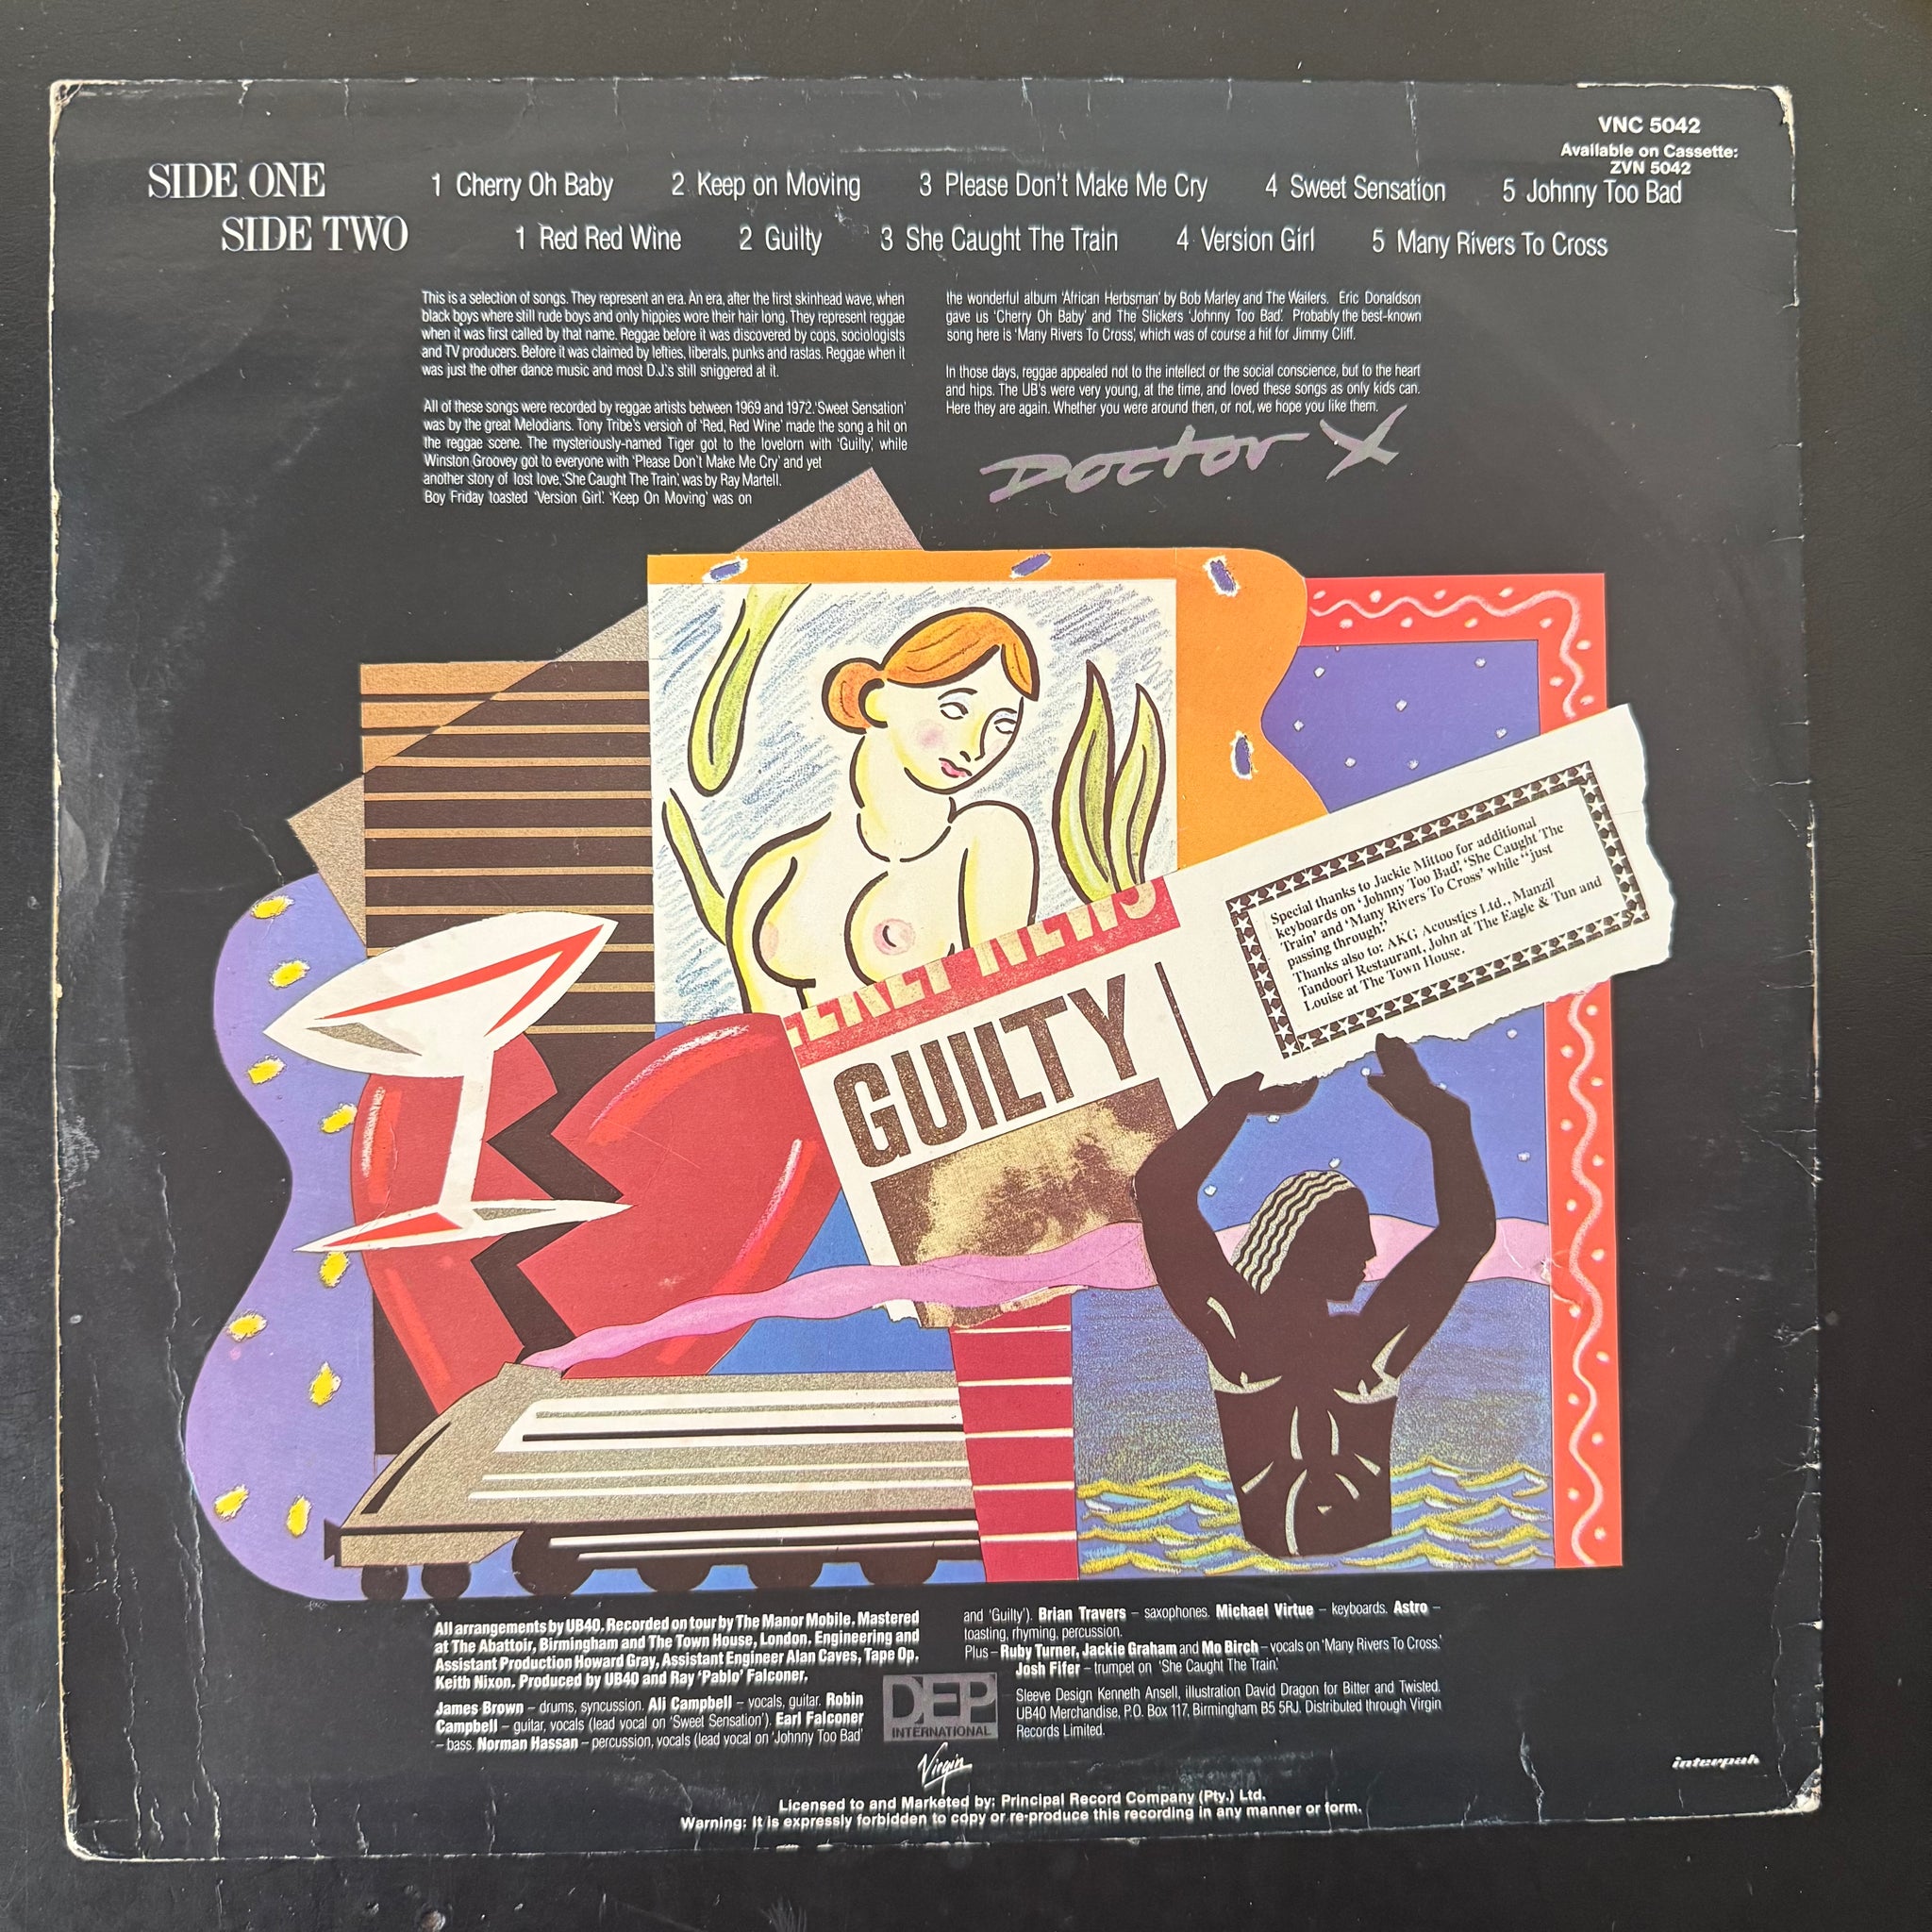 VNC 5042
Available on Cassette:
ZVN 5042
SIDE ONE 1 Cherry Oh Baby 2 Keep on Moving 3 Please Don't Make Me Cry 4 Sweet Sensation 5 Johnny Too Bad
SIDE TWO 1 Red Red Wine 2 Guilty 3 She Caught The Train 4 Version Girl 5 Many Rivers To Cross
This is a selection of songs. They represent an era. An era, after the first skinhead wave, when
black boys where still rude boys and only hippies wore their hair long. They represent reggae
when it was first called by that name. Reggae before it was discovered by cops, sociologists
and TV producers. Before it was claimed by lefties, liberals, punks and rastas. Reggae when it
was just the other dance music and most D.J.'s still sniggered at it.
All of these songs were recorded by reggae artists between 1969 and 1972. 'Sweet Sensation'
was by the great Melodians. Tony Tribe's version of 'Red, Red Wine' made the song a hit on
the reggae scene. The mysteriously-named Tiger got to the lovelorn with 'Guilty', while
Winston Groovey got to everyone with 'Please Don't Make Me Cry' and yet
another story of lost love, 'She Caught The Train', was by Ray Martell.
Boy Friday toasted 'Version Girl'. 'Keep On Moving' was on
the wonderful album 'African Herbsman' by Bob Marley and The Wailers. Eric Donaldson
gave us 'Cherry Oh Baby' and The Slickers 'Johnny Too Bad'. Probably the best-known
song here is 'Many Rivers To Cross', which was of course a hit for Jimmy Cliff.
In those days, reggae appealed not to the intellect or the social conscience, but to the heart
and hips. The UB's were very young, at the time, and loved these songs as only kids can.
Here they are again. Whether you were around then, or not, we hope you like them.
Doctor X
NEWS
GUILTY
Special thanks to Jackie Mittoo for additional
keyboards on 'Johnny Too Bad', 'She Caught The
Train' and 'Many Rivers To Cross' while "just
passing through".
Thanks also to: AKG Acoustics Ltd., Manzil
Tandoori Restaurant, John at The Eagle & Tun and
Louise at The Town House.
All arrangements by UB40. Recorded on tour by The Manor Mobile. Mastered
at The Abattoir, Birmingham and The Town House, London. Engineering and
Assistant Production Howard Gray, Assistant Engineer Alan Caves, Tape Op.
Keith Nixon. Produced by UB40 and Ray 'Pablo' Falconer.
James Brown – drums, syncussion. Ali Campbell – vocals, guitar. Robin
Campbell – guitar, vocals (lead vocal on 'Sweet Sensation'). Earl Falconer
– bass. Norman Hassan – percussion, vocals (lead vocal on 'Johnny Too Bad'
and 'Guilty'). Brian Travers – saxophones. Michael Virtue – keyboards. Astro –
toasting, rhyming, percussion.
Plus – Ruby Turner, Jackie Graham and Mo Birch – vocals on 'Many Rivers To Cross'.
Josh Fifer – trumpet on 'She Caught The Train'.
DEP
INTERNATIONAL
Sleeve Design Kenneth Ansell, illustration David Dragon for Bitter and Twisted.
UB40 Merchandise, P.O. Box 117, Birmingham B5 5RJ. Distributed through Virgin
Records Limited.
Virgin
interpak
Licensed to and Marketed by: Principal Record Company (Pty.) Ltd.
Warning: It is expressly forbidden to copy or re-produce this recording in any manner or form.